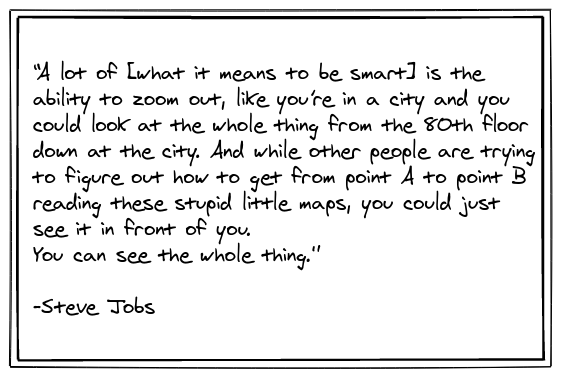 "A lot of [what it means to be smart] is the
ability to zoom out, like you're in a city and you
could look at the whole thing from the 80th floor
down at the city. And while other people are trying
to figure out how to get from point A to point B
reading these stupid little maps, you could just
see it in front of you.
You can see the whole thing."
-Steve Jobs